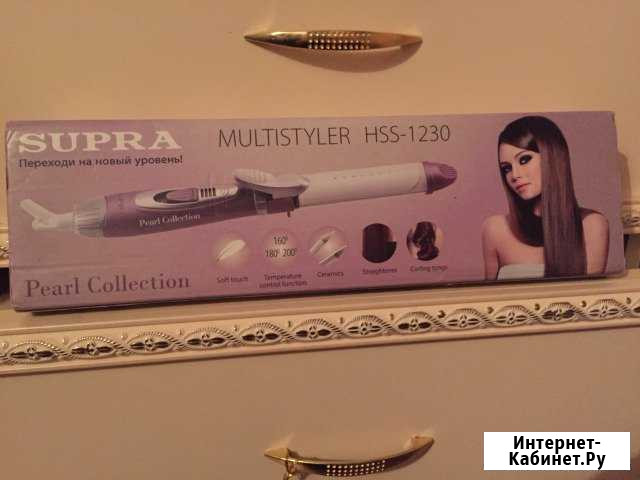 SUPRA
Переходи на новый уровень!
MULTISTYLER HSS-1230
Pearl Collection
160°
180° 200°
Soft touch
Temperature
control function
Ceramics
Straightener
Curling tongs
Pearl Collection
Интернет-
Кабинет.Ру